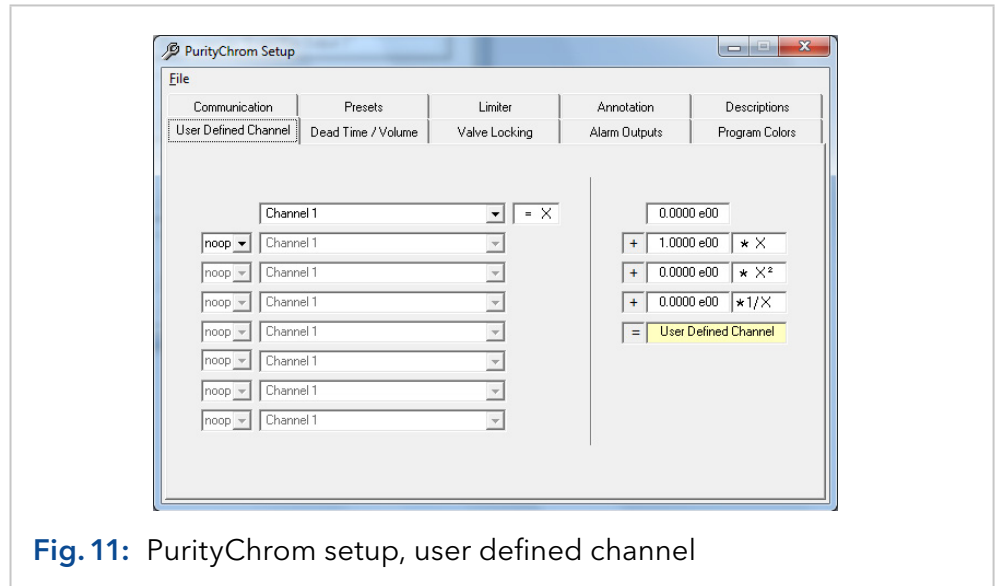 PurityChrom Setup
File
Communication Presets Limiter Annotation Descriptions
User Defined Channel Dead Time / Volume Valve Locking Alarm Outputs Program Colors
Channel 1 = X 0.0000 e00
noop Channel 1 + 1.0000 e00 * X
noop Channel 1 + 0.0000 e00 * X²
noop Channel 1 + 0.0000 e00 *1/X
noop Channel 1 = User Defined Channel
noop Channel 1
noop Channel 1
noop Channel 1
Fig. 11: PurityChrom setup, user defined channel